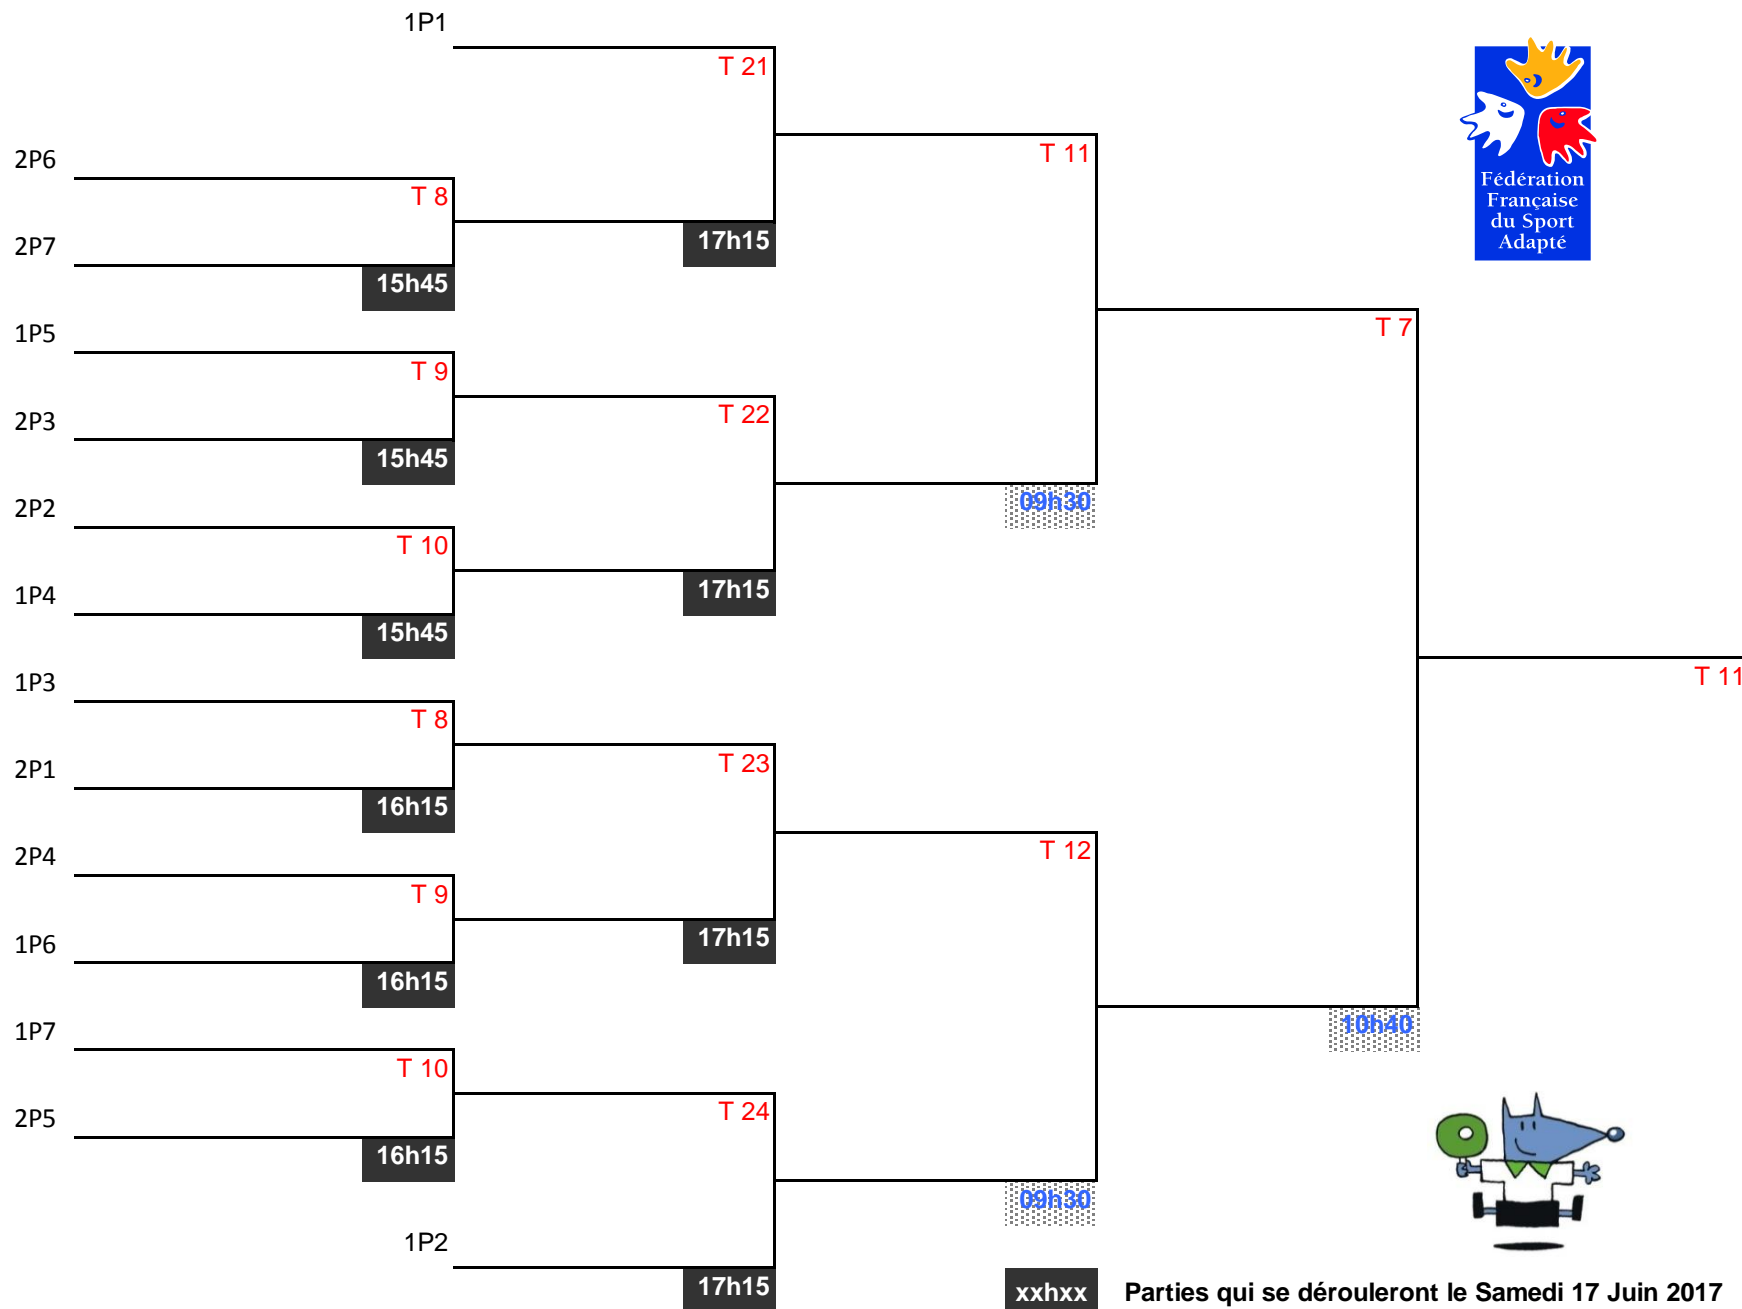 1P1
T 21
T 11
2P6
T 8
2P7
17h15
15h45
Fédération
Française
du Sport
Adapté
1P5
T 9
T 7
2P3
T 22
15h45
09h30
2P2
T 10
1P4
17h15
15h45
1P3
T 11
T 8
2P1
T 23
16h15
2P4
T 12
T 9
1P6
17h15
16h15
1P7
10h40
T 10
2P5
T 24
16h15
09h30
1P2
17h15
xxhxx Parties qui se dérouleront le Samedi 17 Juin 2017